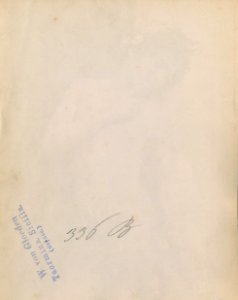 336 B
W. von Gloeden
Taormina, Sicilia.